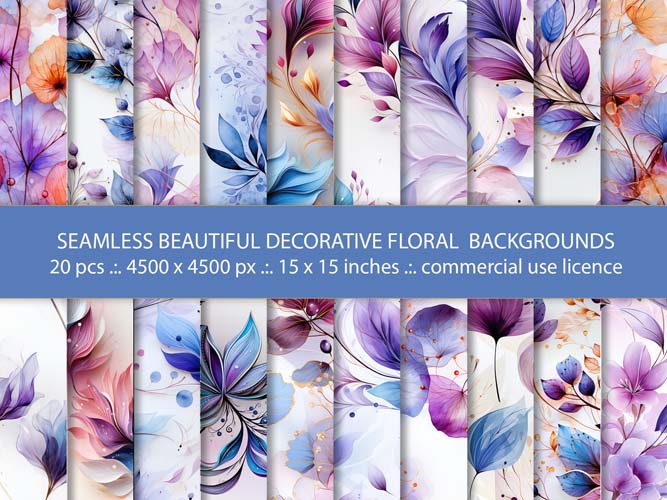 SEAMLESS BEAUTIFUL DECORATIVE FLORAL BACKGROUNDS
20 pcs .:. 4500 x 4500 px .:. 15 x 15 inches .:. commercial use licence